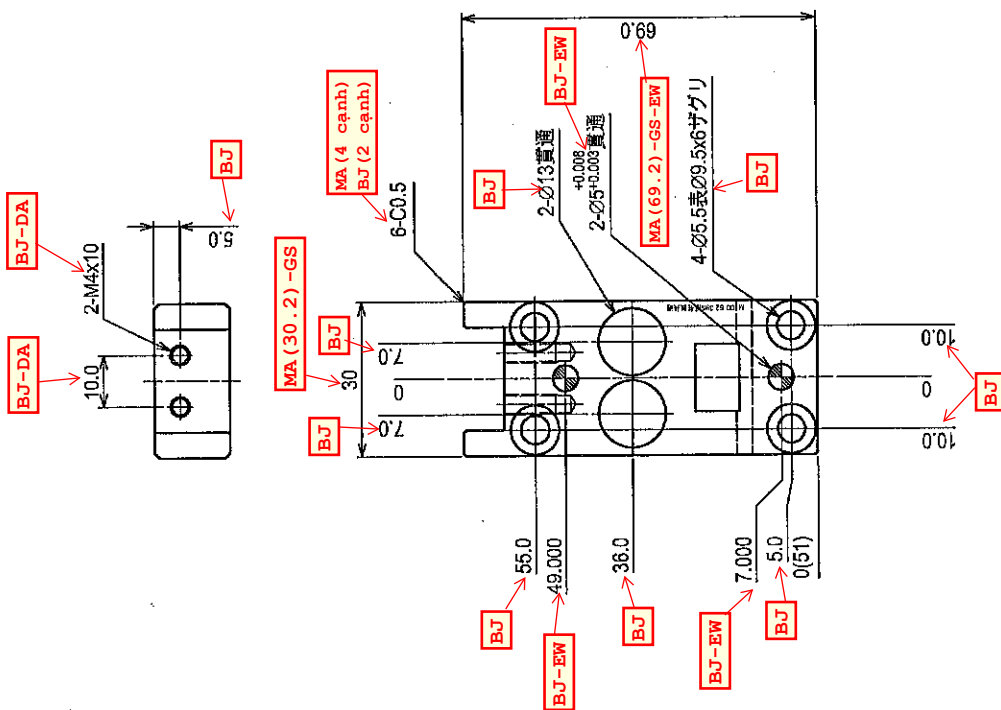 BJ-DA
2-M4x10
BJ
5.0
BJ-DA
10.0
MA(4 cạnh)
BJ(2 cạnh)
6-C0.5
MA(30.2)-GS
30
BJ
7.0
0
BJ
7.0
69.0
BJ-EW
MA(69.2)-GS-EW
BJ
2-Ø13貫通
+0.008
2-Ø5+0.003貫通
4-Ø5.5表Ø9.5x6ザグリ
BJ
10.0
0
10.0
BJ
55.0
BJ
49.000
BJ-EW
36.0
BJ
7.000
BJ-EW
5.0
BJ
0(51)